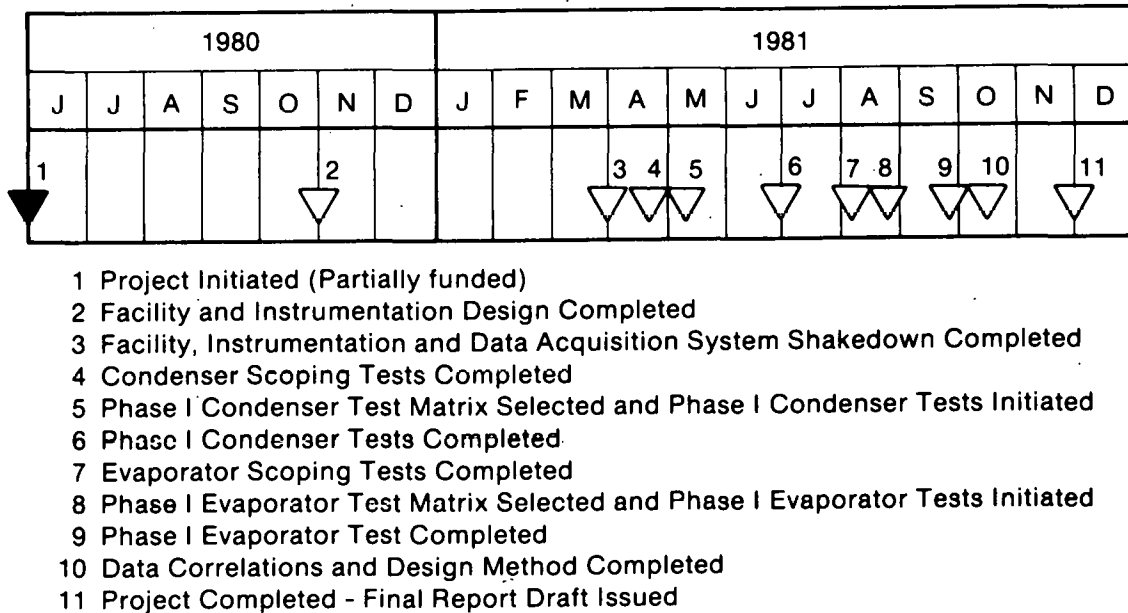 1980 1981
J J A S O N D J F M A M J J A S O N D
1 2 3 4 5 6 7 8 9 10 11
1 Project Initiated (Partially funded)
2 Facility and Instrumentation Design Completed
3 Facility, Instrumentation and Data Acquisition System Shakedown Completed
4 Condenser Scoping Tests Completed
5 Phase I Condenser Test Matrix Selected and Phase I Condenser Tests Initiated
6 Phase I Condenser Tests Completed
7 Evaporator Scoping Tests Completed
8 Phase I Evaporator Test Matrix Selected and Phase I Evaporator Tests Initiated
9 Phase I Evaporator Test Completed
10 Data Correlations and Design Method Completed
11 Project Completed - Final Report Draft Issued